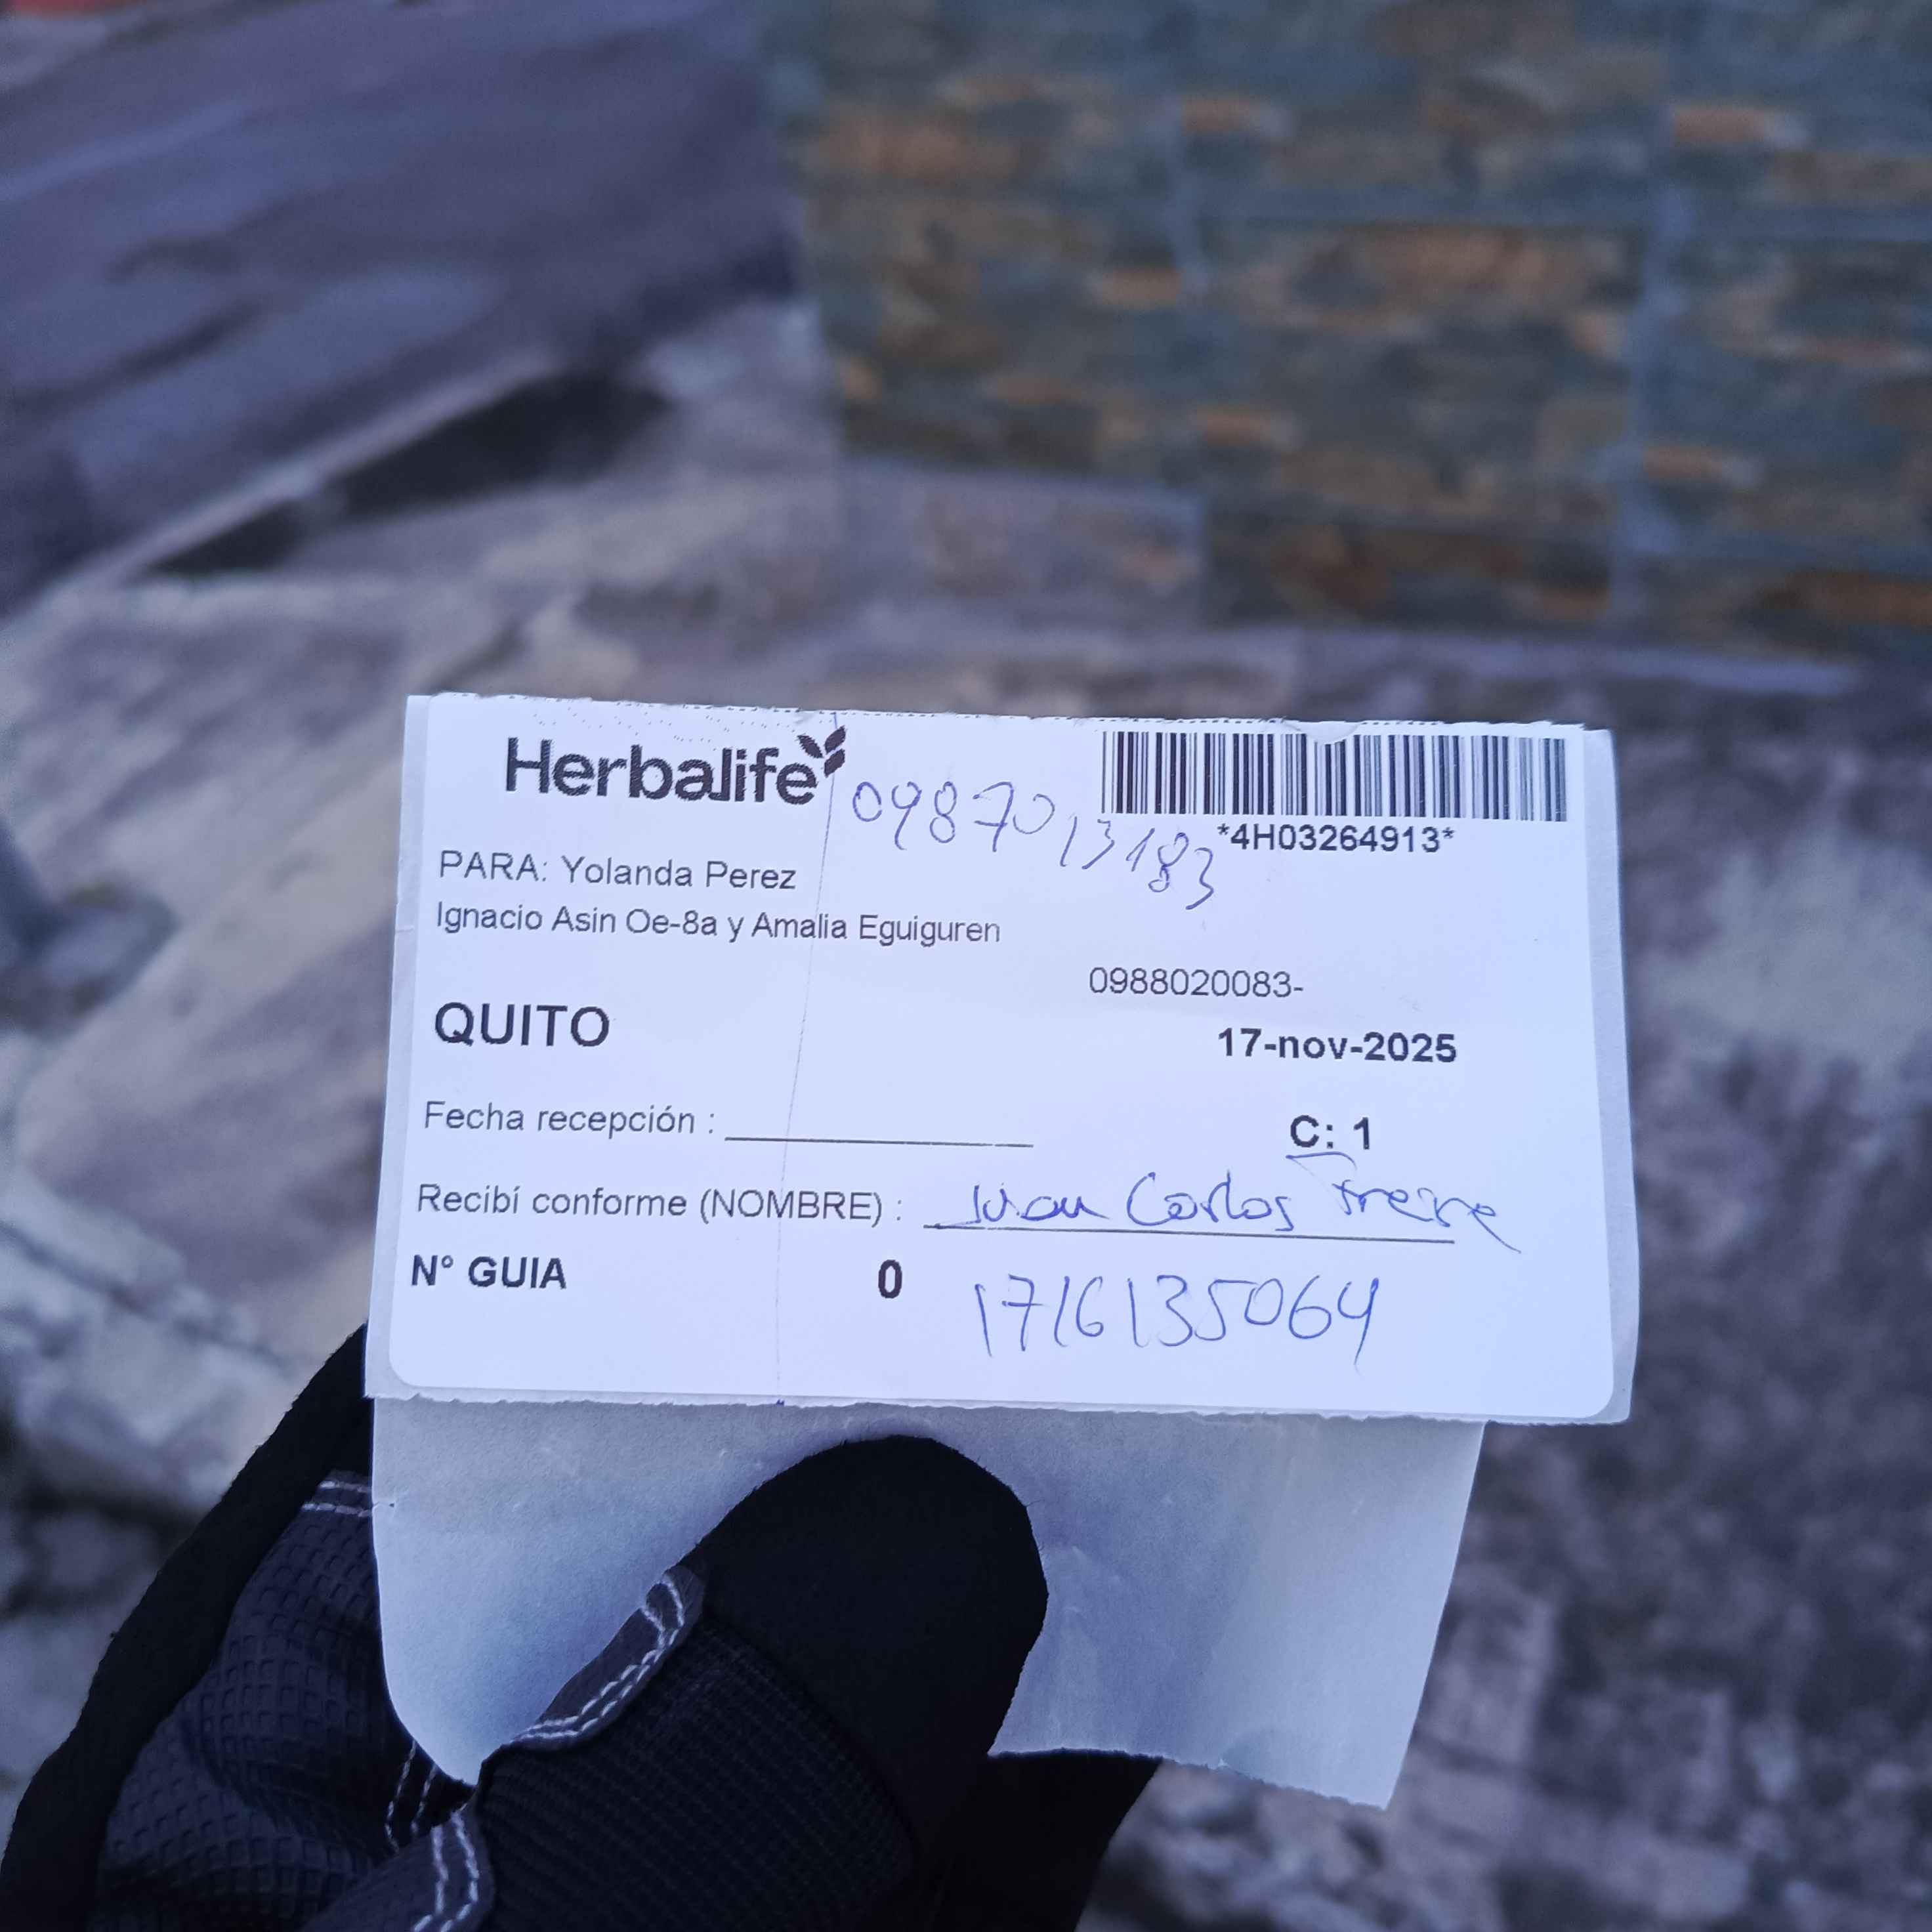 Herbalife
0987013183
*4H03264913*
PARA: Yolanda Perez
Ignacio Asin Oe-8a y Amalia Eguiguren
0988020083-
QUITO
17-nov-2025
Fecha recepción :
C: 1
Recibí conforme (NOMBRE) : Juan Carlos Freire
N° GUIA 0
1716135064